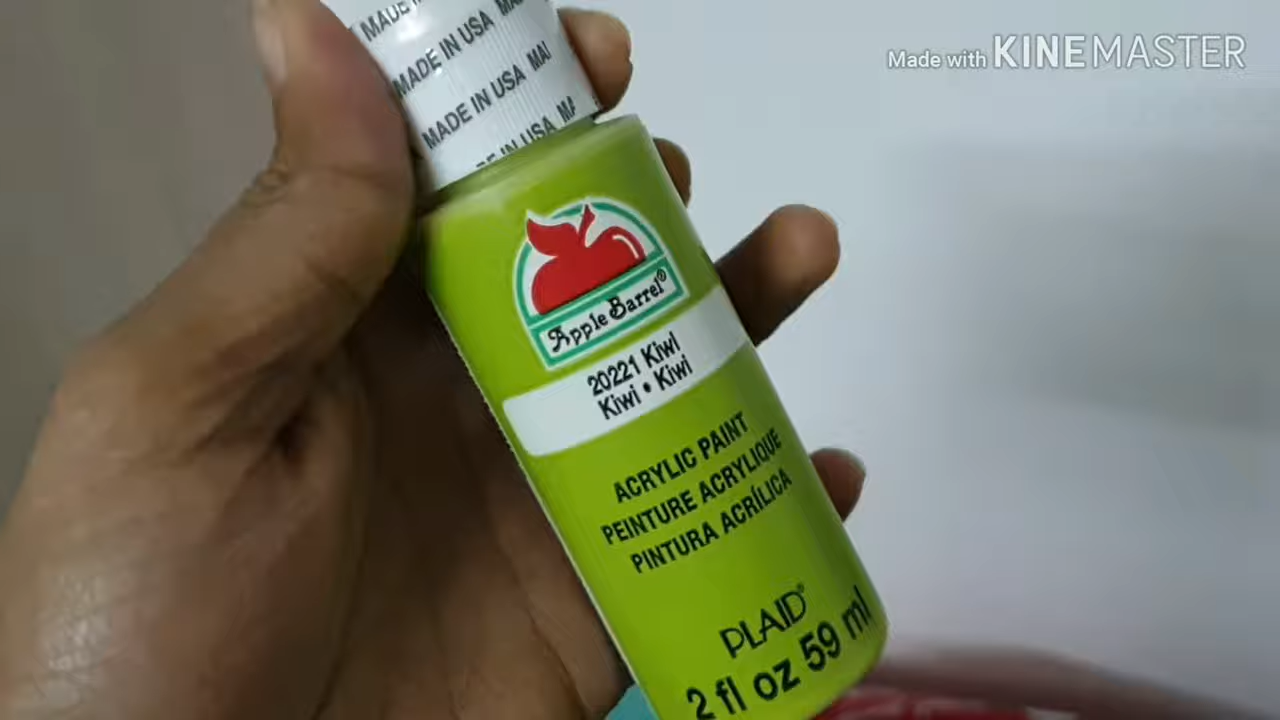 MADE IN
MADE IN USA
MADE IN USA
IN USA
Made with KINEMASTER
Apple Barrel®
20221 Kiwi
Kiwi • Kiwi
ACRYLIC PAINT
PEINTURE ACRYLIQUE
PINTURA ACRÍLICA
PLAID®
2 fl oz 59 ml